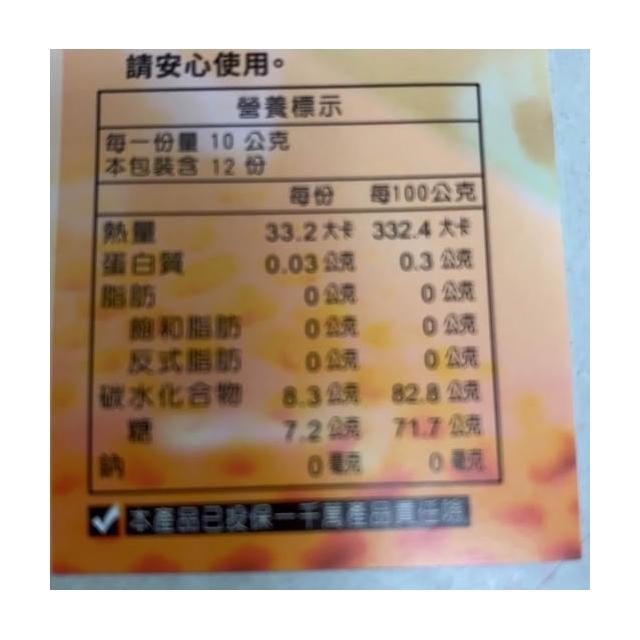 請安心使用。
營養標示
每一份量 10 公克
本包裝含 12 份
每份 每100公克
熱量 33.2 大卡 332.4 大卡
蛋白質 0.03 公克 0.3 公克
脂肪 0 公克 0 公克
飽和脂肪 0 公克 0 公克
反式脂肪 0 公克 0 公克
碳水化合物 8.3 公克 82.8 公克
糖 7.2 公克 71.7 公克
鈉 0 毫克 0 毫克
本產品已投保一千萬產品責任險